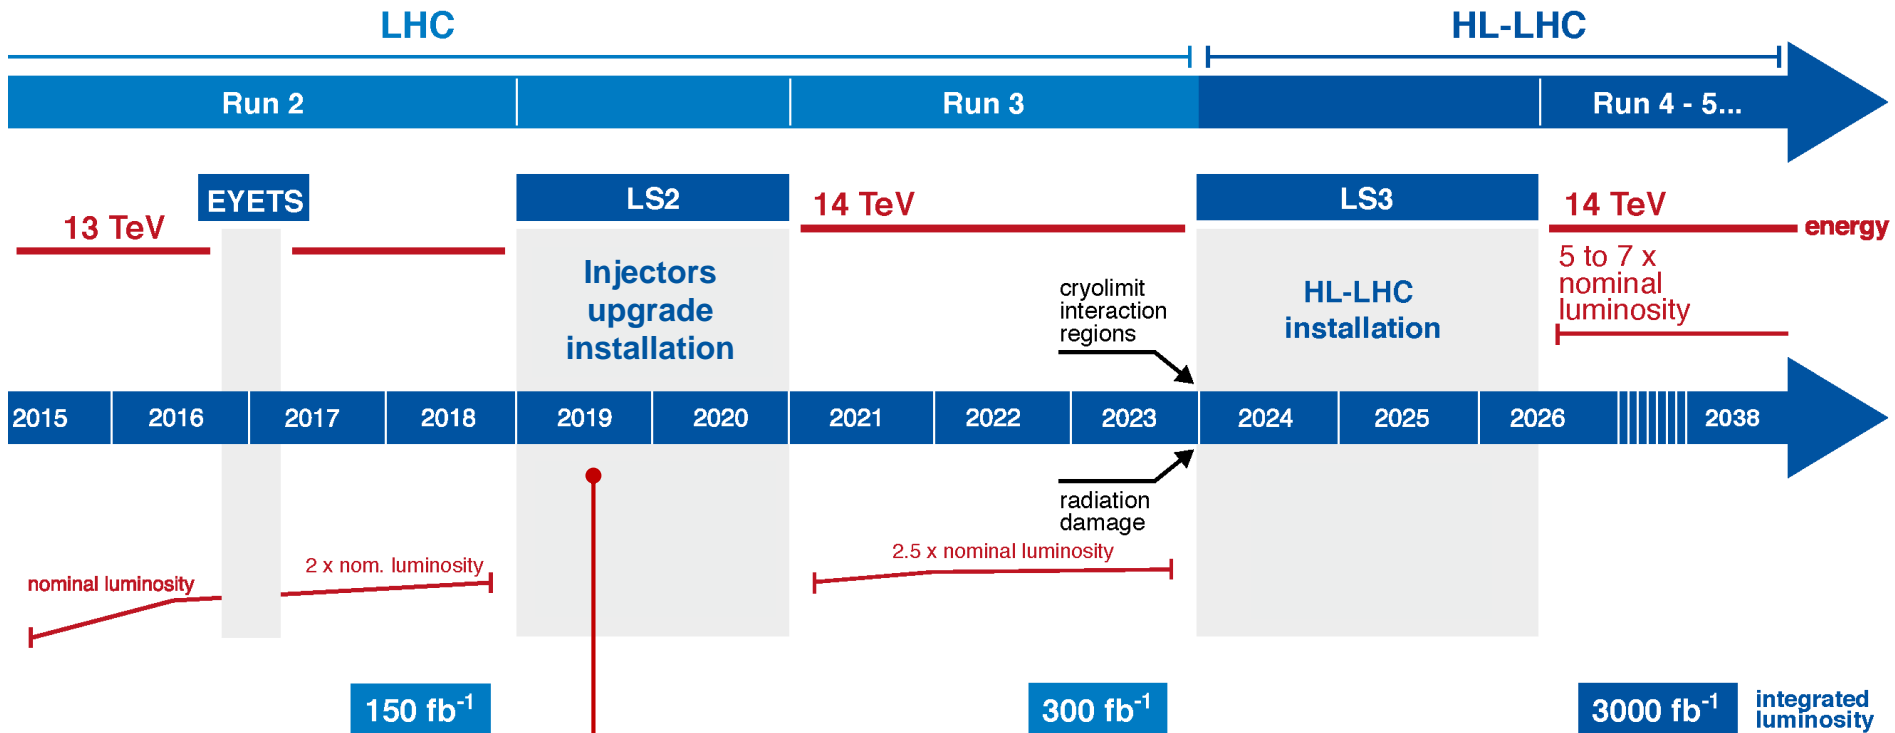 LHC
HL-LHC
Run 2
Run 3
Run 4 - 5...
EYETS
LS2
LS3
13 TeV
14 TeV
14 TeV
energy
Injectors
upgrade
installation
cryolimit
interaction
regions
HL-LHC
installation
5 to 7 x
nominal
luminosity
2015
2016
2017
2018
2019
2020
2021
2022
2023
2024
2025
2026
2038
radiation
damage
nominal luminosity
2 x nom. luminosity
2.5 x nominal luminosity
150 fb⁻¹
300 fb⁻¹
3000 fb⁻¹
integrated
luminosity